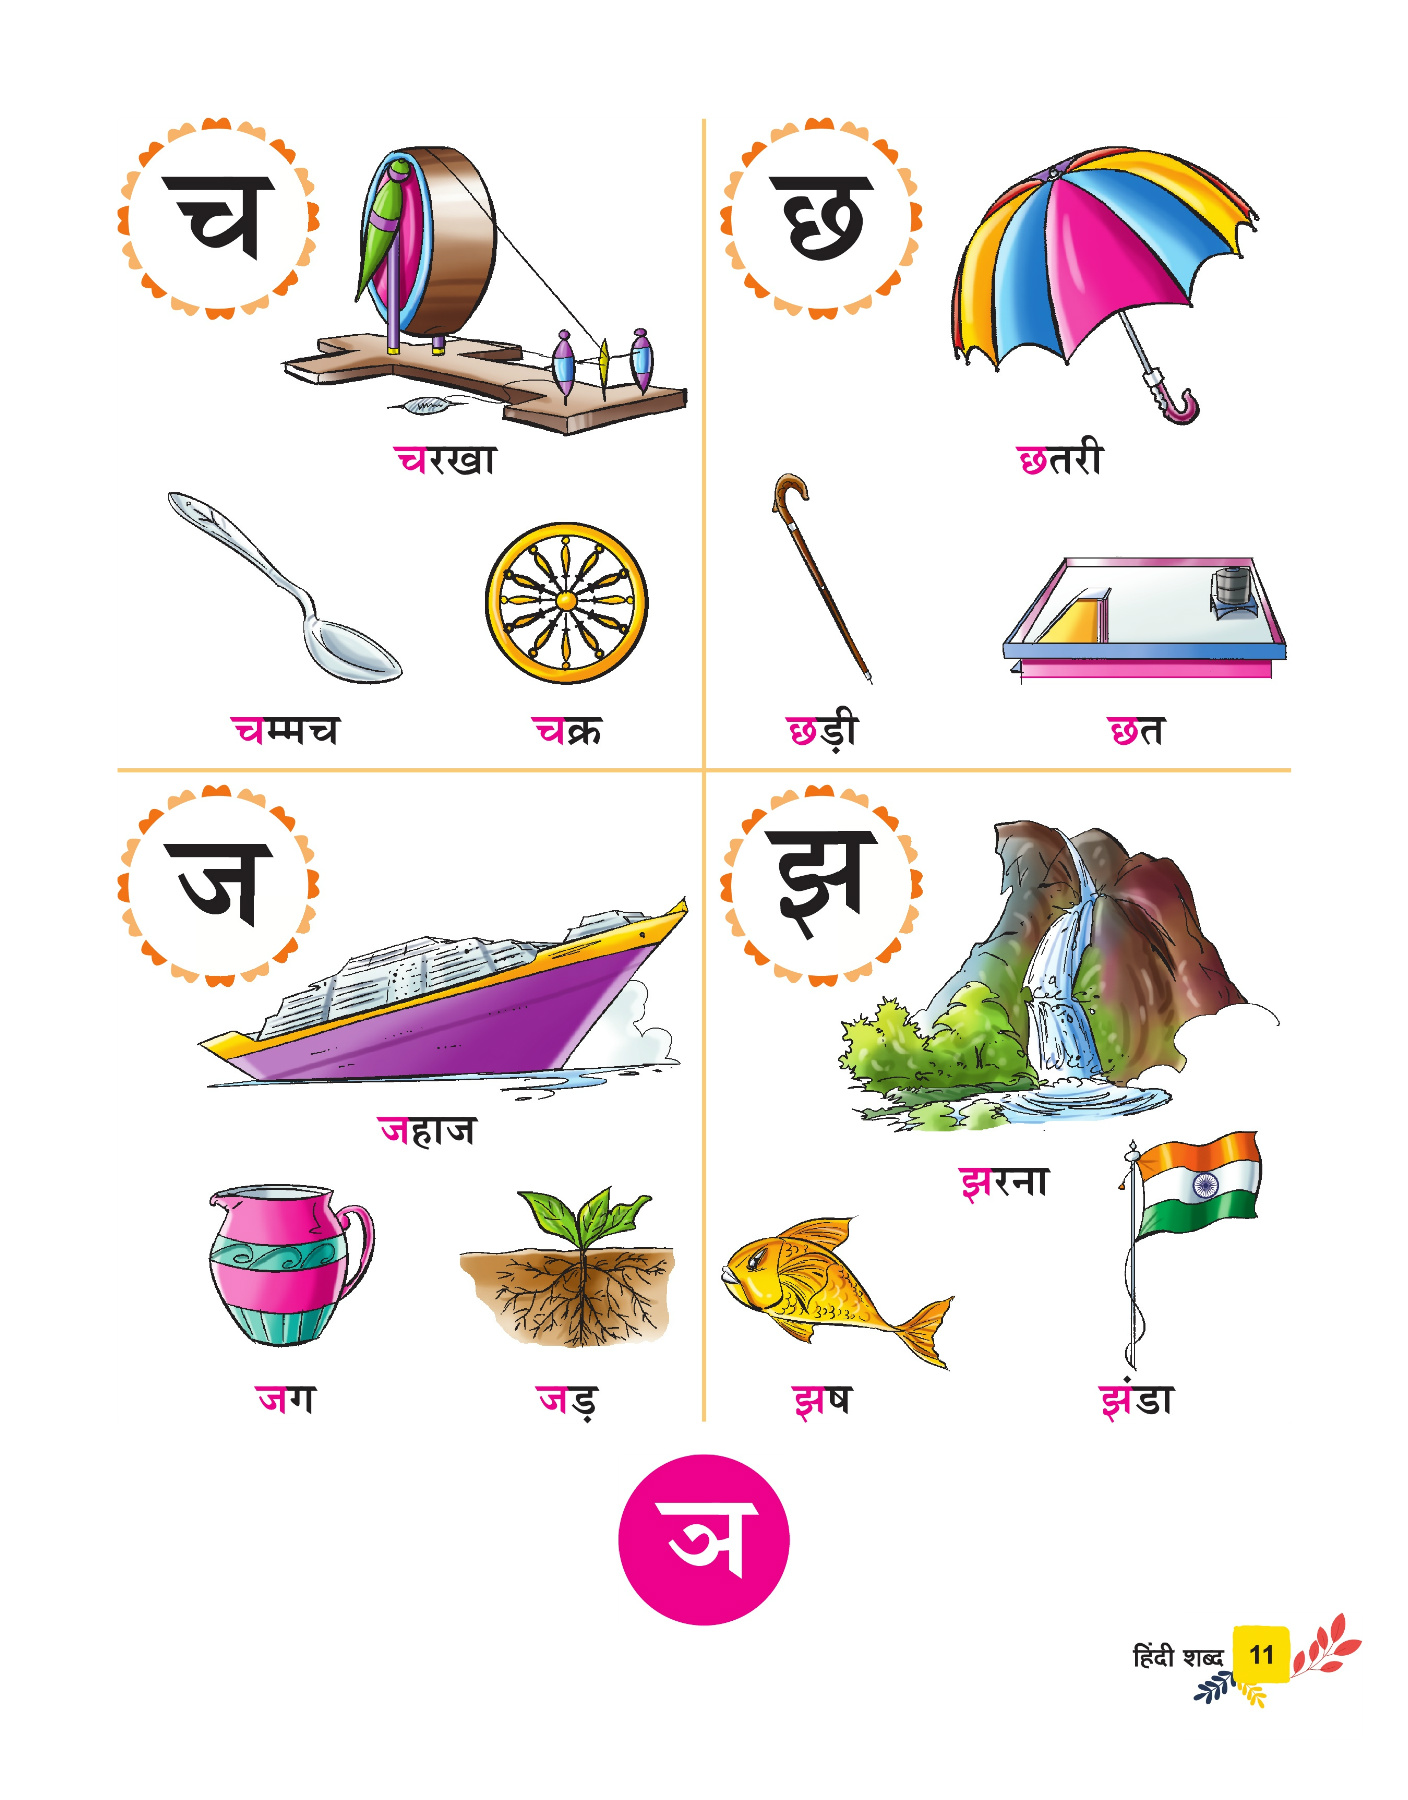 च
चरखा
चम्मच
चक्र
छ
छतरी
छड़ी
छत
ज
जहाज
जग
जड़
झ
झरना
झष
झंडा
ञ
हिंदी शब्द 11